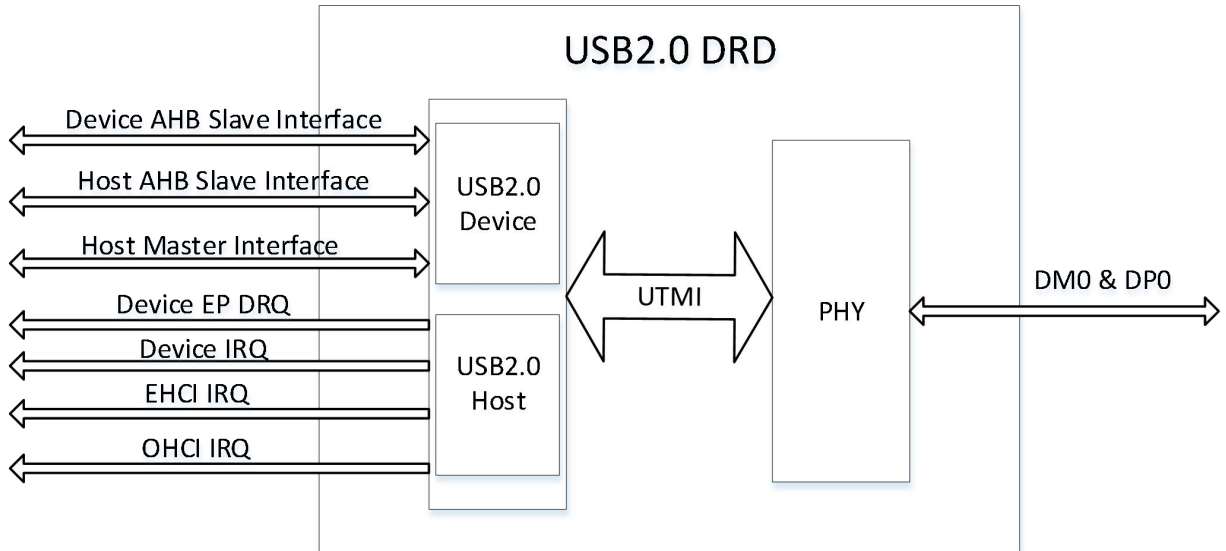 USB2.0 DRD
Device AHB Slave Interface
Host AHB Slave Interface
Host Master Interface
Device EP DRQ
Device IRQ
EHCI IRQ
OHCI IRQ
USB2.0
Device
USB2.0
Host
UTMI
PHY
DM0 & DP0